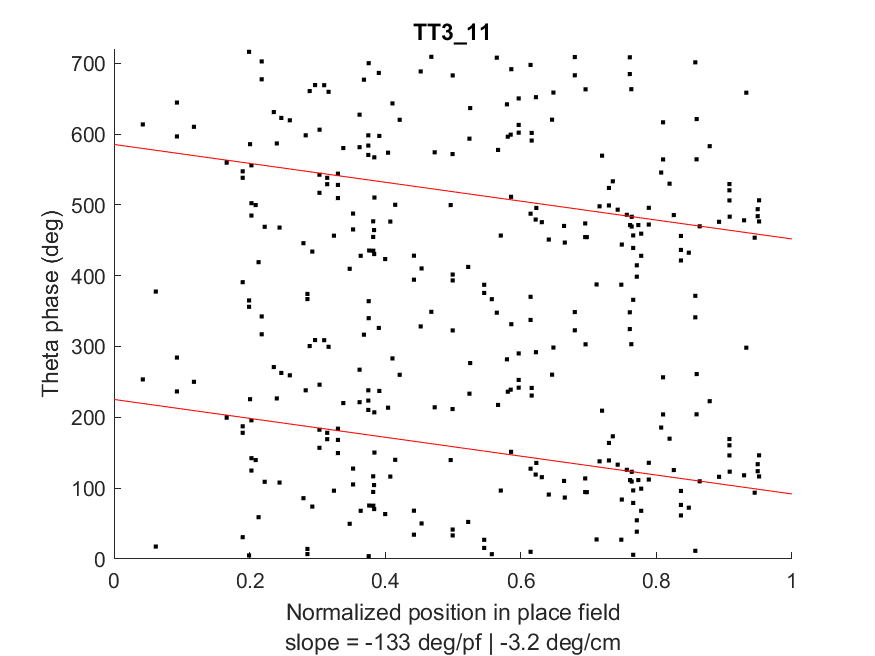 TT3_11
700
600
500
400
300
200
100
0
Theta phase (deg)
0 0.2 0.4 0.6 0.8 1
Normalized position in place field
slope = -133 deg/pf | -3.2 deg/cm